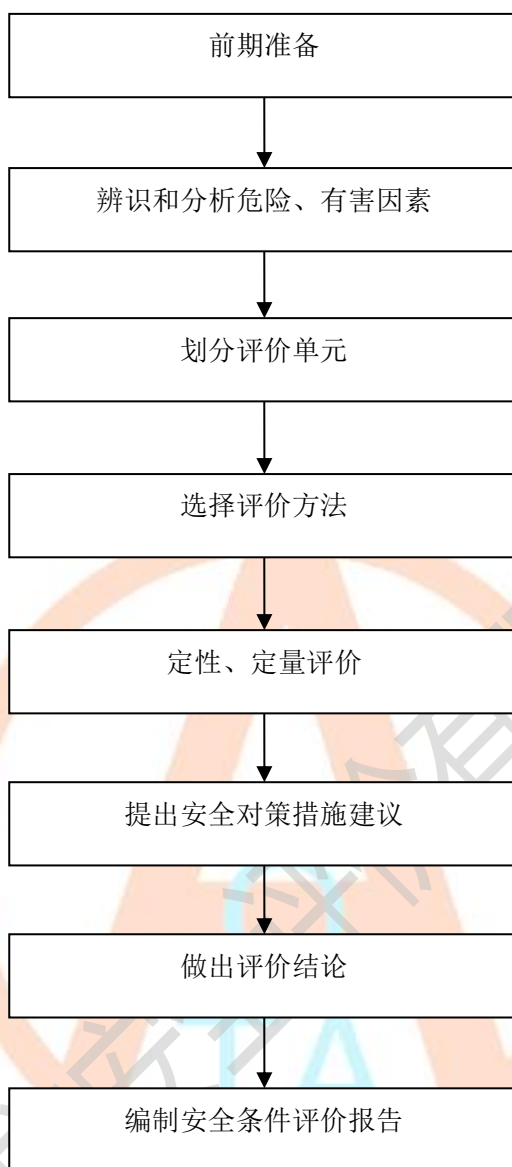 前期准备
辨识和分析危险、有害因素
划分评价单元
选择评价方法
定性、定量评价
提出安全对策措施建议
做出评价结论
编制安全条件评价报告